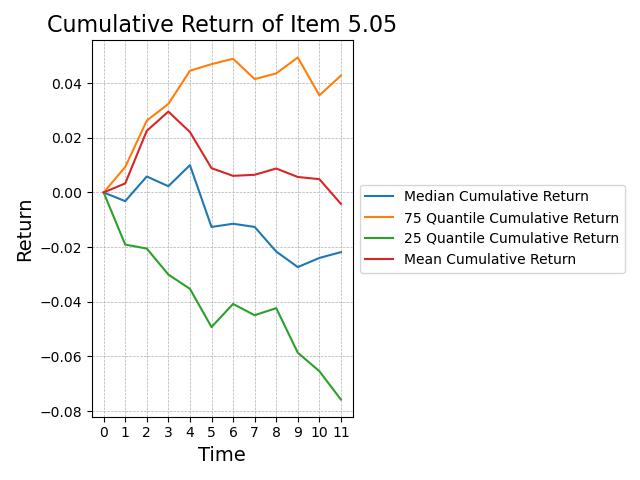 Cumulative Return of Item 5.05
0.04
0.02
0.00
−0.02
−0.04
−0.06
−0.08
Return
0 1 2 3 4 5 6 7 8 9 10 11
Time
Median Cumulative Return
75 Quantile Cumulative Return
25 Quantile Cumulative Return
Mean Cumulative Return